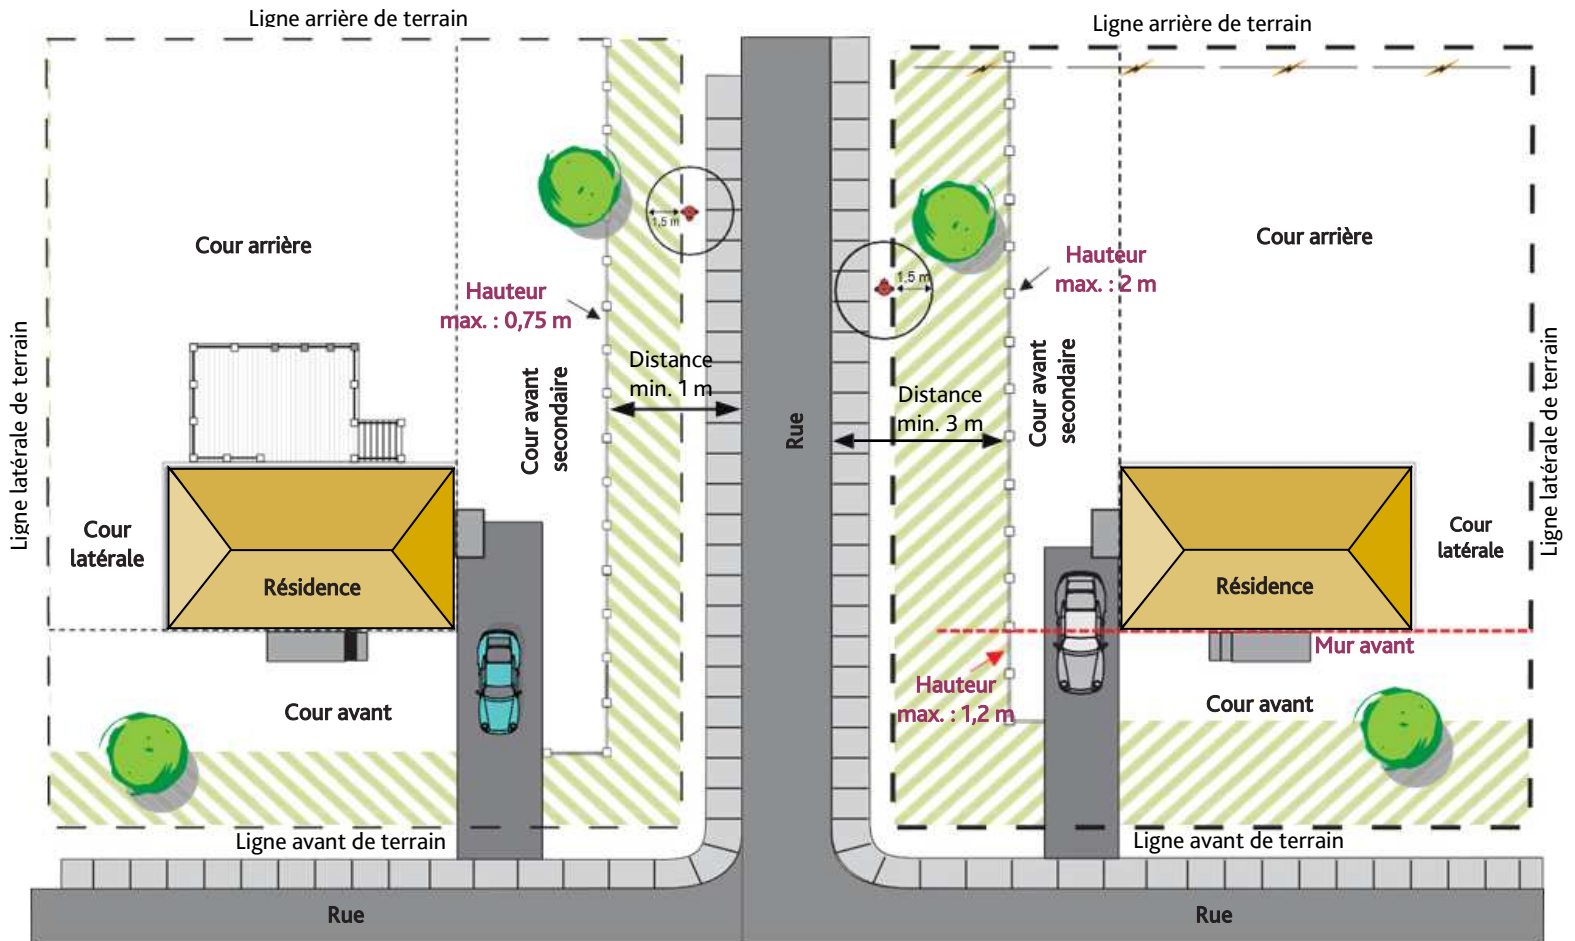 Ligne arrière de terrain
Ligne arrière de terrain
Cour arrière
Cour arrière
1,5 m
1,5 m
Hauteur
max. : 0,75 m
Hauteur
max. : 2 m
Ligne latérale de terrain
Cour avant
secondaire
Distance
min. 1 m
Rue
Distance
min. 3 m
Cour avant
secondaire
Ligne latérale de terrain
Cour
latérale
Résidence
Résidence
Cour
latérale
Mur avant
Hauteur
max. : 1,2 m
Cour avant
Cour avant
Ligne avant de terrain
Ligne avant de terrain
Rue
Rue